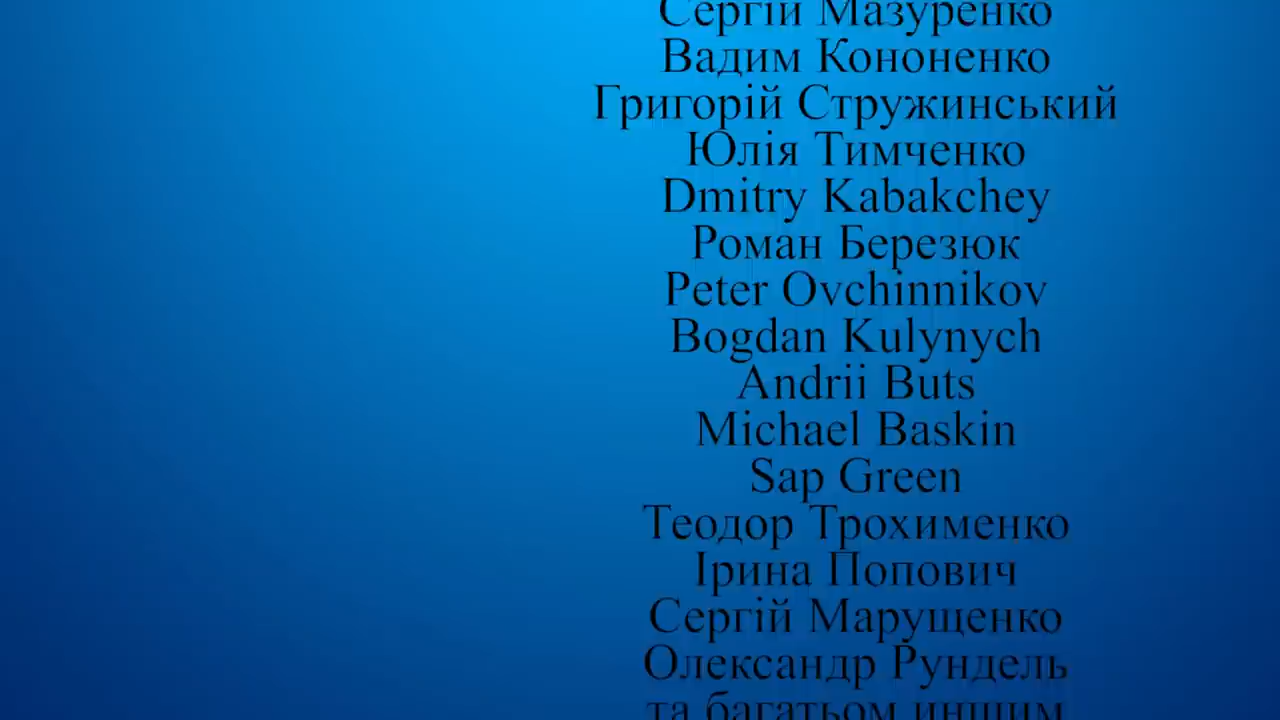 Сергій Мазуренко
Вадим Кононенко
Григорій Стружинський
Юлія Тимченко
Dmitry Kabakchey
Роман Березюк
Peter Ovchinnikov
Bogdan Kulynych
Andrii Buts
Michael Baskin
Sap Green
Теодор Трохименко
Ірина Попович
Сергій Марущенко
Олександр Рундель
та багатьом иншим